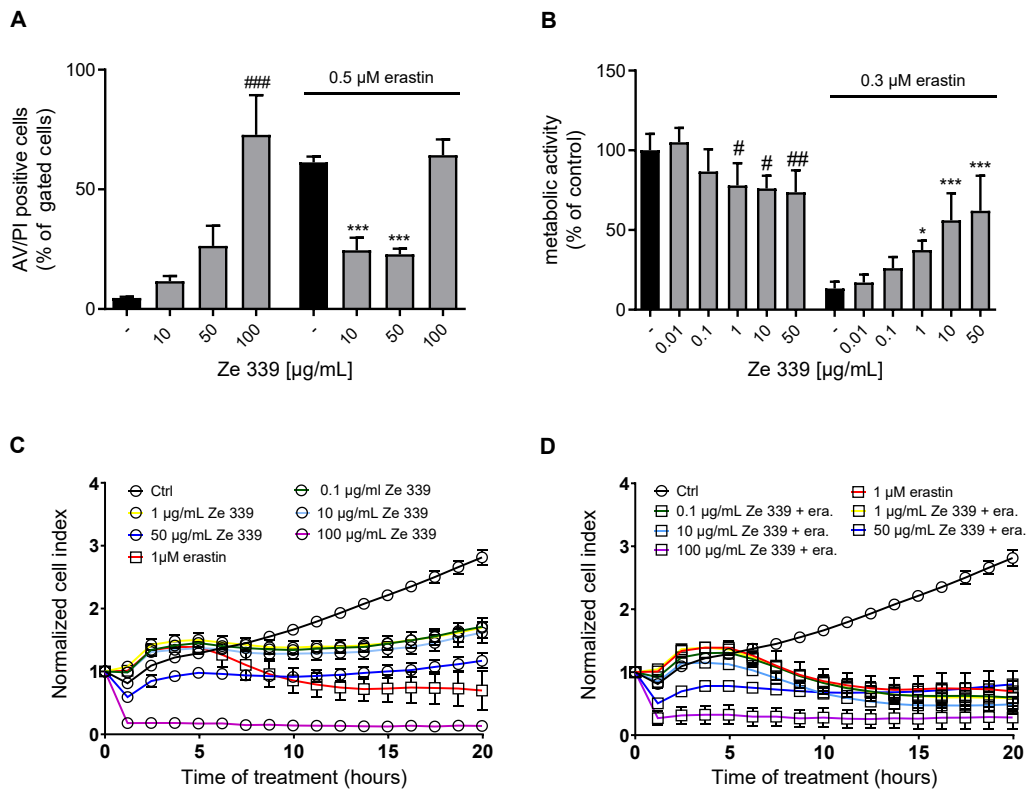 A
AV/PI positive cells
(% of gated cells)
100
50
0
###
0.5 µM erastin
***
***
- 10 50 100 - 10 50 100
Ze 339 [µg/mL]
B
metabolic activity
(% of control)
150
100
50
0
# # ##
0.3 µM erastin
* *** ***
- 0.01 0.1 1 10 50 - 0.01 0.1 1 10 50
Ze 339 [µg/mL]
C
Normalized cell index
4
3
2
1
0
Ctrl
1 µg/mL Ze 339
50 µg/mL Ze 339
1µM erastin
0.1 µg/ml Ze 339
10 µg/mL Ze 339
100 µg/mL Ze 339
0 5 10 15 20
Time of treatment (hours)
D
Normalized cell index
4
3
2
1
0
Ctrl
0.1 µg/mL Ze 339 + era.
10 µg/mL Ze 339 + era.
100 µg/mL Ze 339 + era.
1 µM erastin
1 µg/mL Ze 339 + era.
50 µg/mL Ze 339 + era.
0 5 10 15 20
Time of treatment (hours)